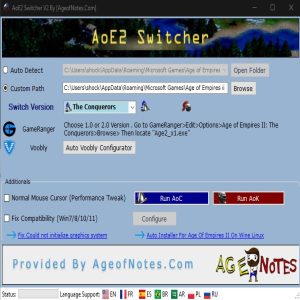 AoE2 Switcher V2 By [AgeofNotes.Com]
AoE2 Switcher
Auto Detect
C:\Users\shock\AppData\Roaming\Microsoft Games\Age of Empires ii
Open Folder
Custom Path
C:\Users\shock\AppData\Roaming\Microsoft Games\Age of Empires ii
Browse
Switch Version
The Conquerors
GameRanger
Choose 1.0 or 2.0 Version . Go to GameRanger>Edit>Options>Age of Empires II: The
Conquerors>Browse> Then locate "Age2_x1.exe"
Voobly
Auto Voobly Configurator
Additionals
Normal Mouse Cursor (Performance Tweak)
Run AoC
Run AoK
Fix Compatibility (Win7/8/10/11)
Configure
Fix Could not initialize graphics system
Auto Installer For Age Of Empires II On Wine Linux
Provided By AgeofNotes.Com
AGE NOTES
Status:
Language Support:
EN
FR
ES
BR
AR
PL
RU